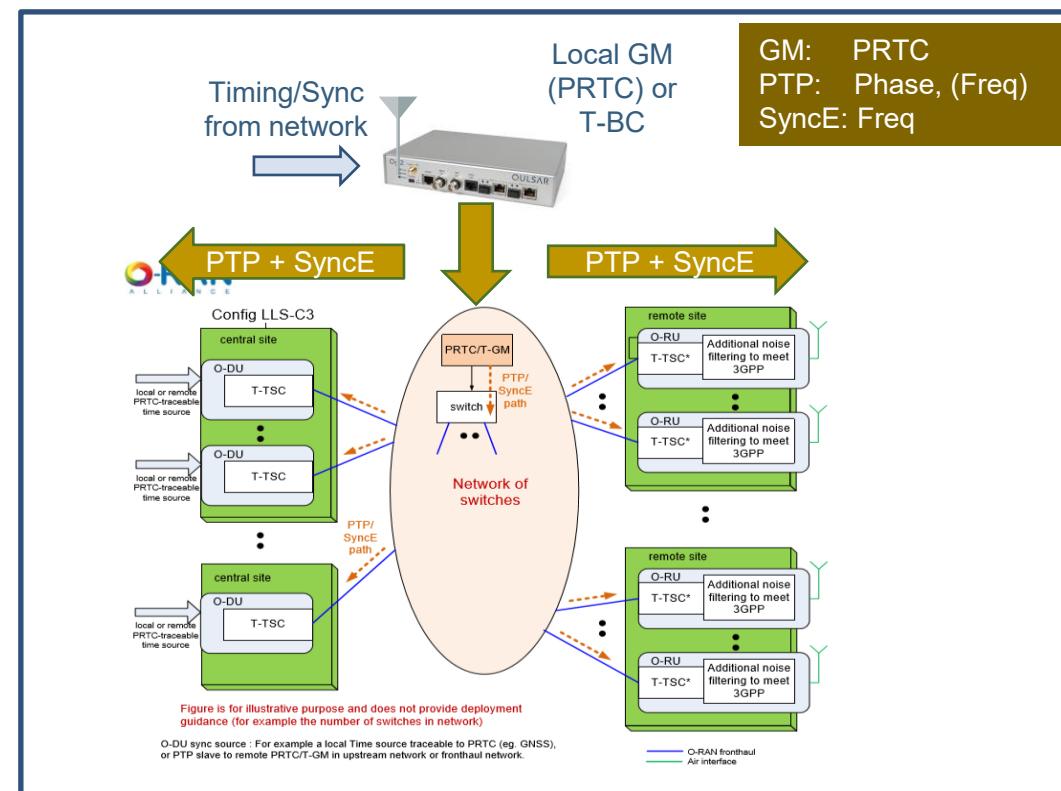 Timing/Sync
from network
Local GM
(PRTC) or
T-BC
GM: PRTC
PTP: Phase, (Freq)
SyncE: Freq
OULSAR
PTP + SyncE
PTP + SyncE
ALLIANCE
Config LLS-C3
central site
O-DU
T-TSC
local or remote
PRTC-traceable
time source
O-DU
T-TSC
local or remote
PRTC-traceable
time source
PTP/
SyncE
path
central site
O-DU
T-TSC
local or remote
PRTC-traceable
time source
PRTC/T-GM
PTP/
SyncE
path
switch
Network of
switches
remote site
O-RU
T-TSC*
Additional noise
filtering to meet
3GPP
O-RU
T-TSC*
Additional noise
filtering to meet
3GPP
remote site
O-RU
T-TSC*
Additional noise
filtering to meet
3GPP
O-RU
T-TSC*
Additional noise
filtering to meet
3GPP
Figure is for illustrative purpose and does not provide deployment
guidance (for example the number of switches in network)
O-DU sync source : For example a local Time source traceable to PRTC (eg. GNSS),
or PTP slave to remote PRTC/T-GM in upstream network or fronthaul network.
O-RAN fronthaul
Air interface